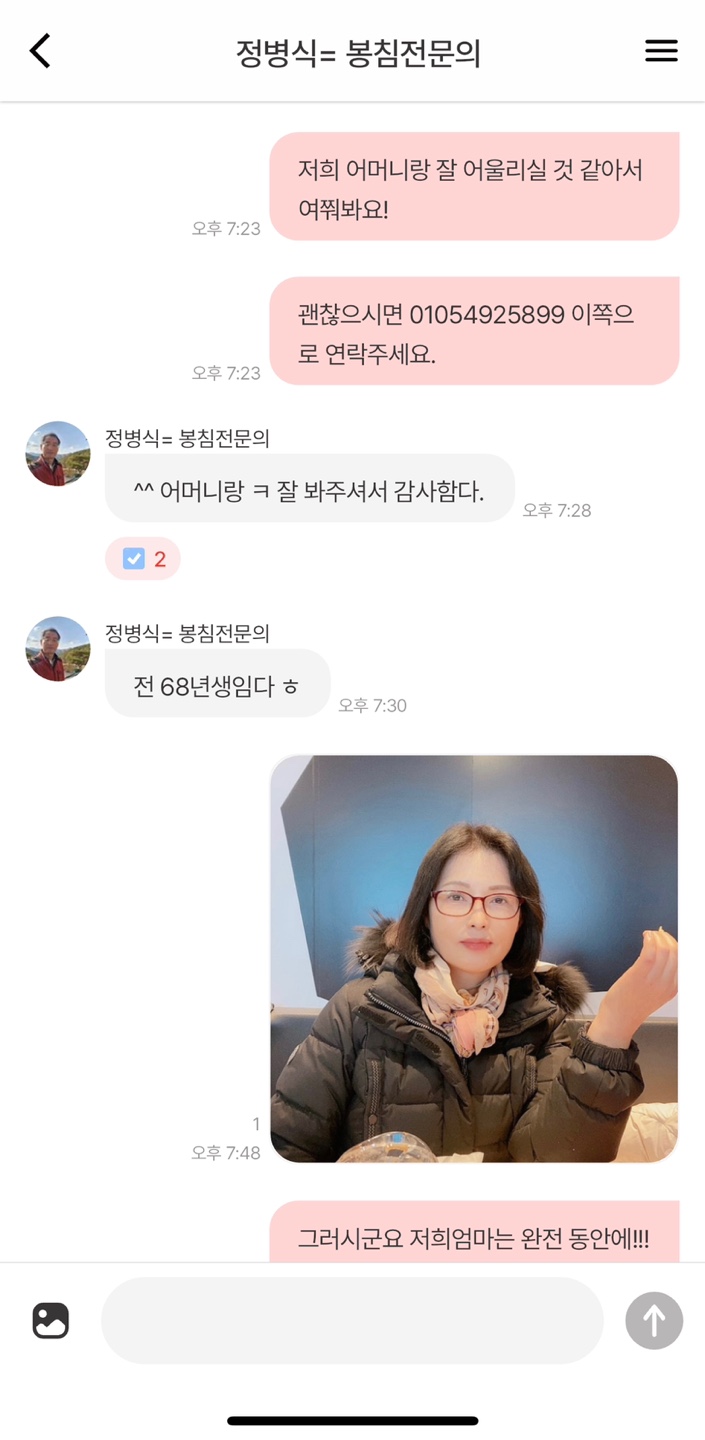 정병식= 봉침전문의
저희 어머니랑 잘 어울리실 것 같아서
여쭤봐요!
오후 7:23
괜찮으시면 01054925899 이쪽으
로 연락주세요.
오후 7:23
정병식= 봉침전문의
^^ 어머니랑 ㅋ 잘 봐주셔서 감사함다.
오후 7:28
2
정병식= 봉침전문의
전 68년생임다 ㅎ
오후 7:30
1
오후 7:48
그러시군요 저희엄마는 완전 동안에!!!